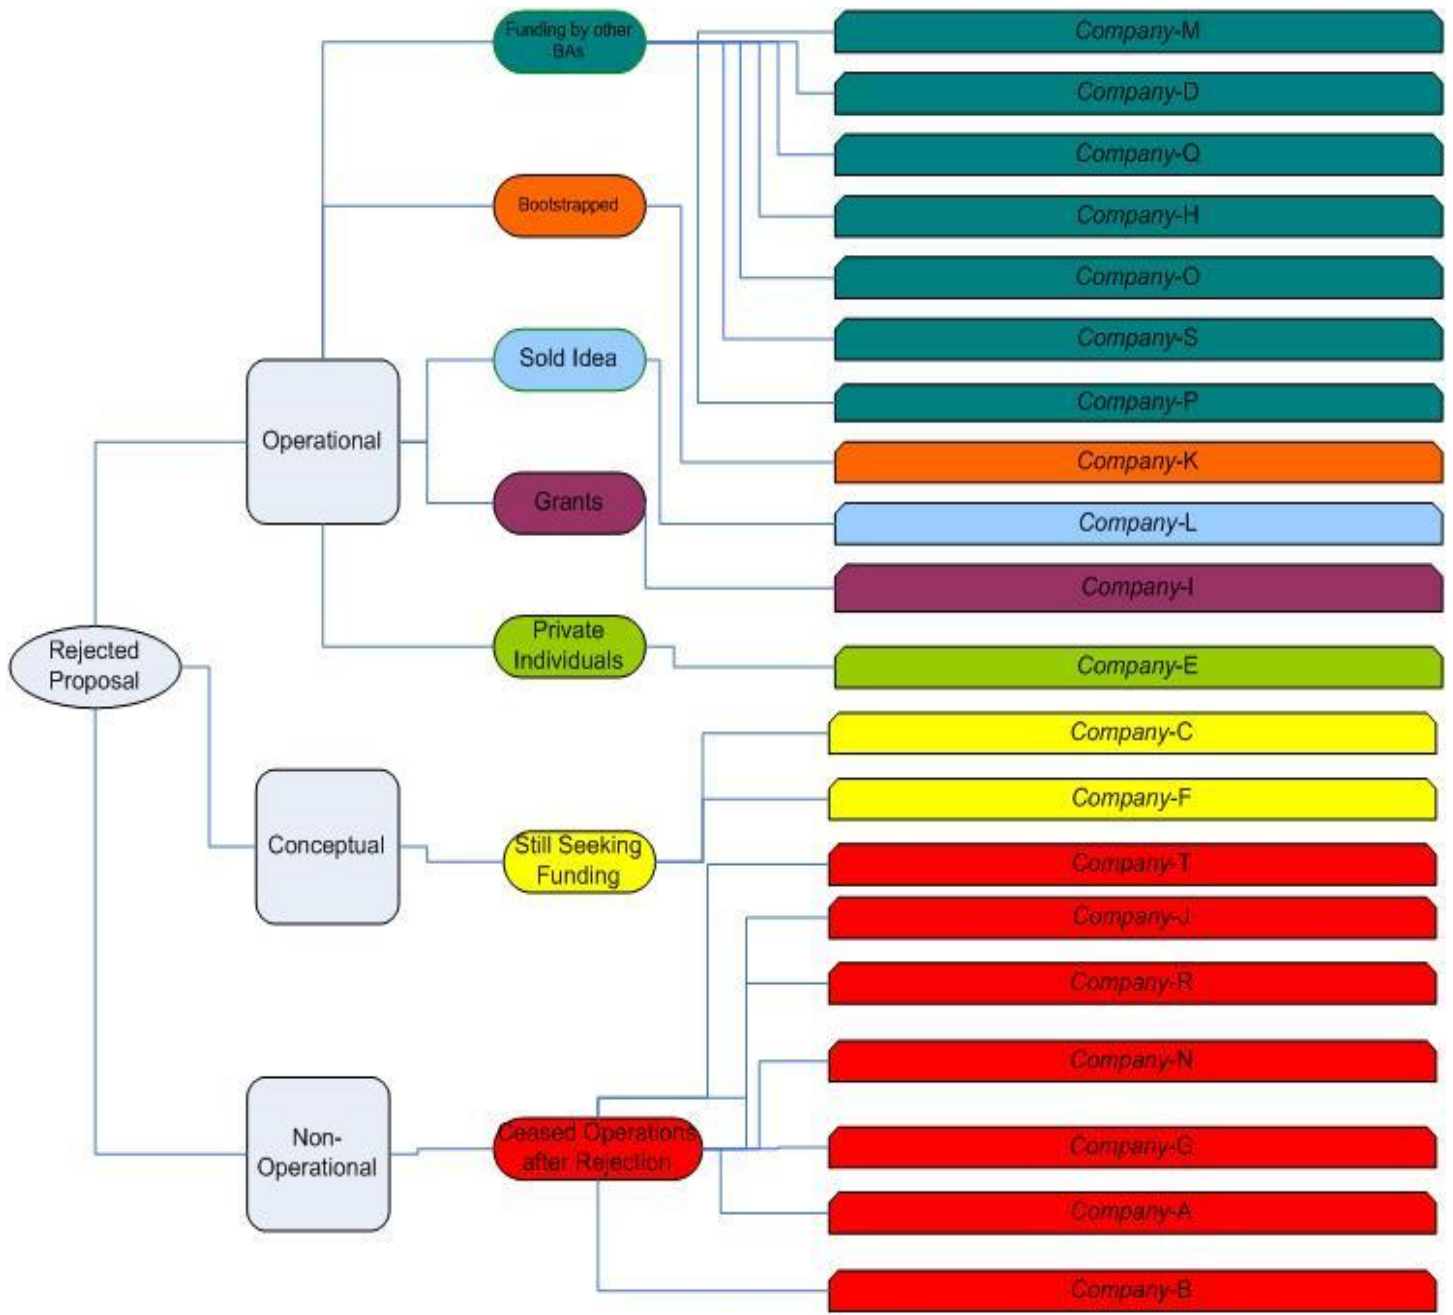 Funding by other
BAs
Bootstrapped
Sold Idea
Operational
Grants
Private
Individuals
Rejected
Proposal
Conceptual
Still Seeking
Funding
Non-
Operational
Ceased Operations
after Rejection
Company-M
Company-D
Company-Q
Company-H
Company-O
Company-S
Company-P
Company-K
Company-L
Company-I
Company-E
Company-C
Company-F
Company-T
Company-J
Company-R
Company-N
Company-G
Company-A
Company-B